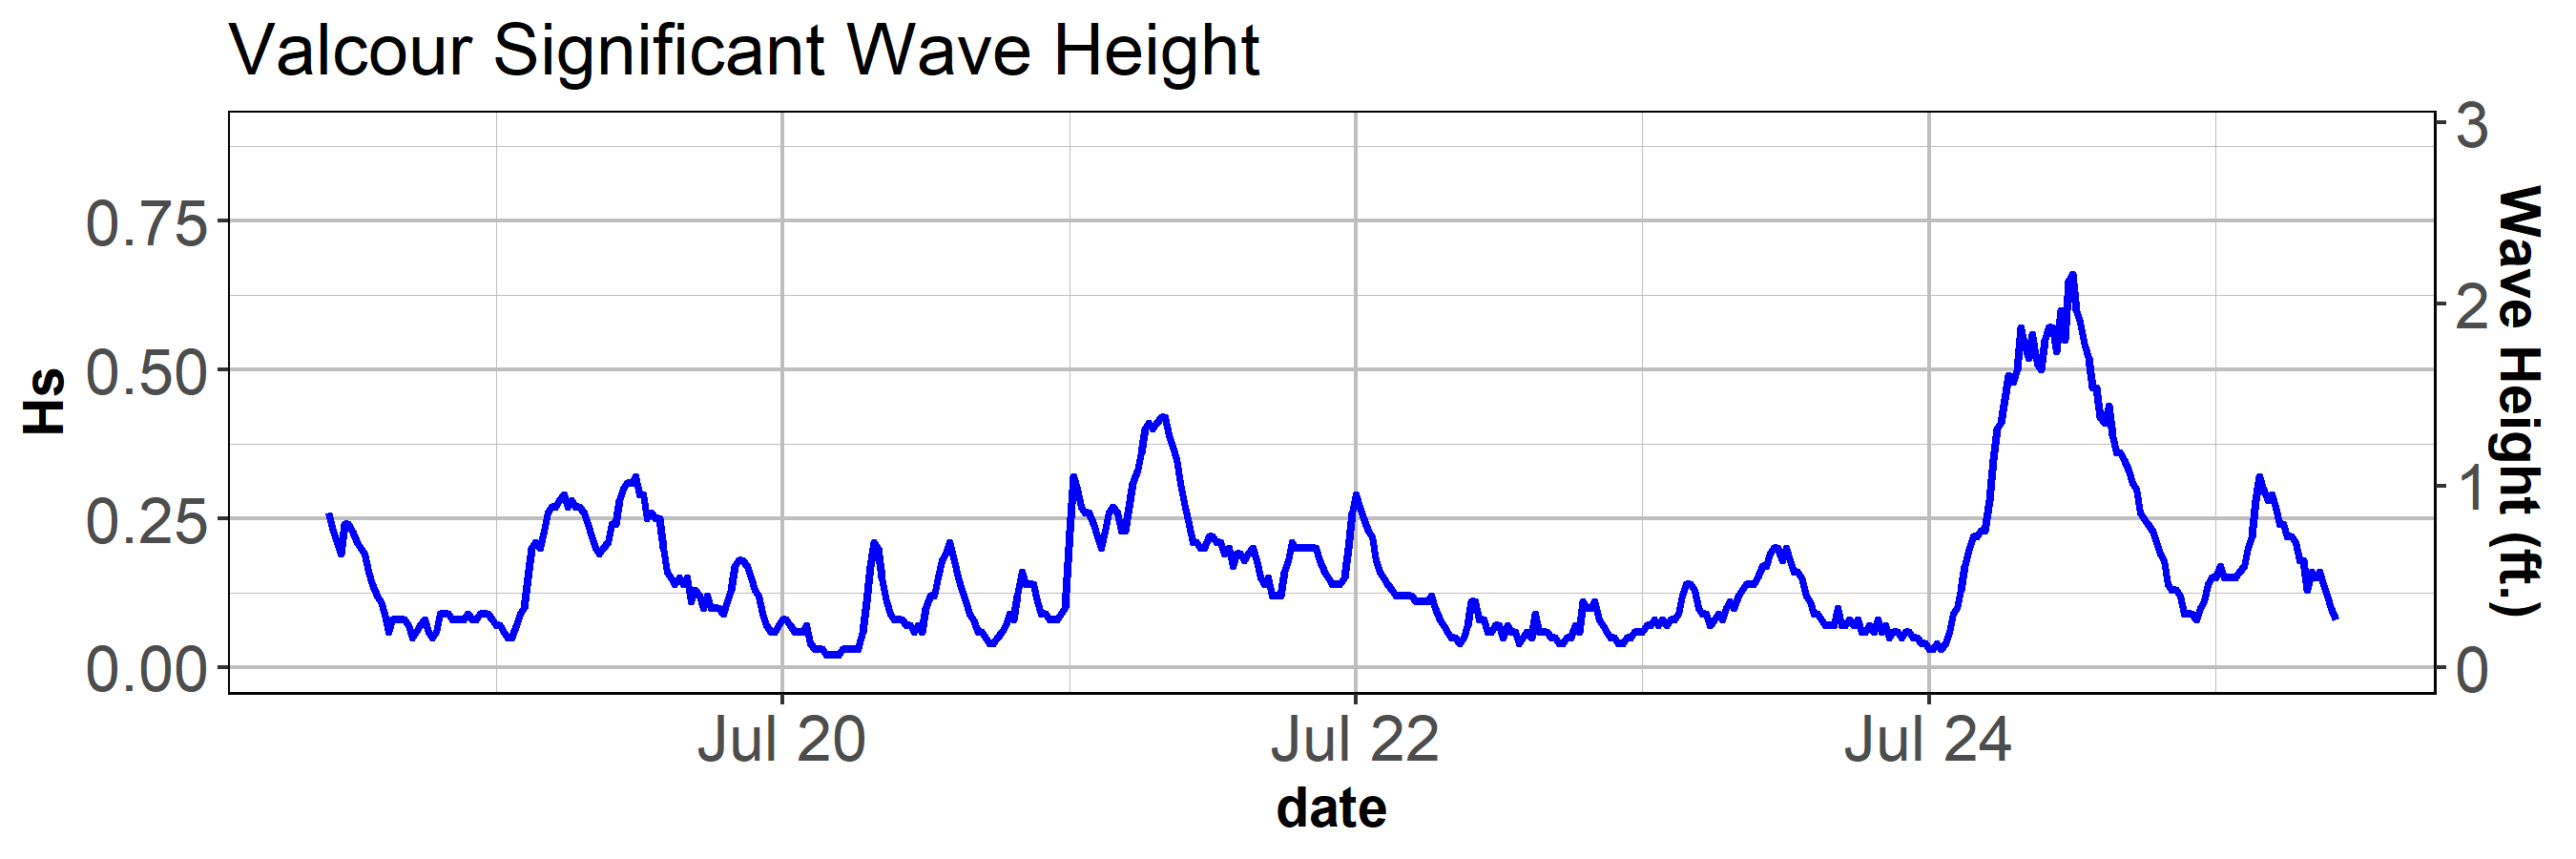 Valcour Significant Wave Height
Hs
0.75
0.50
0.25
0.00
3
2
1
0
Wave Height (ft.)
Jul 20
Jul 22
Jul 24
date